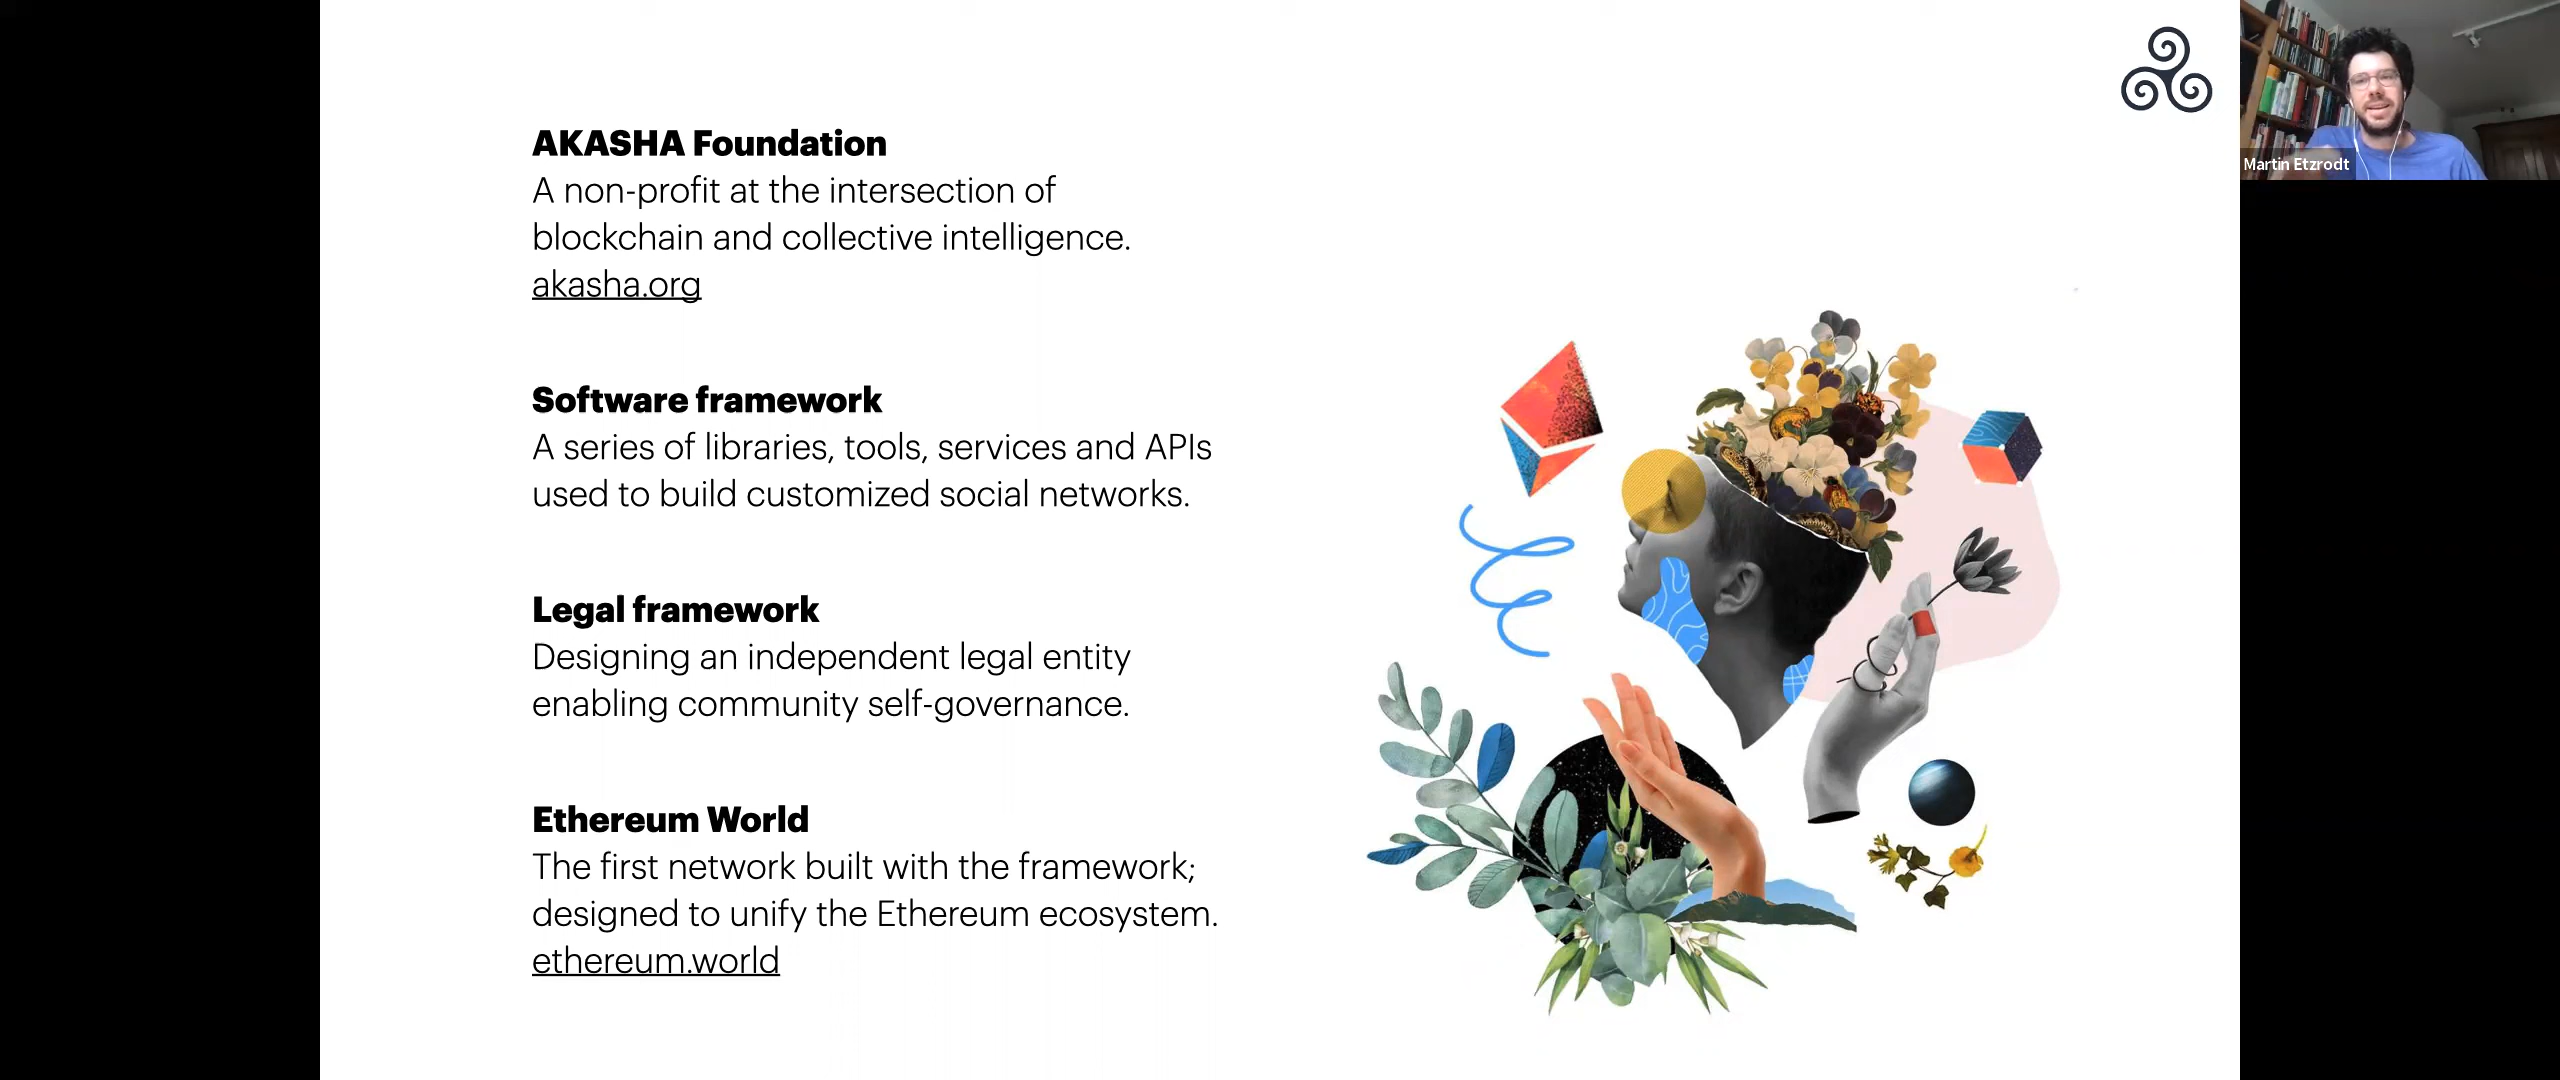 AKASHA Foundation
A non-profit at the intersection of
blockchain and collective intelligence.
akasha.org
Software framework
A series of libraries, tools, services and APIs
used to build customized social networks.
Legal framework
Designing an independent legal entity
enabling community self-governance.
Ethereum World
The first network built with the framework;
designed to unify the Ethereum ecosystem.
ethereum.world
Martin Etzrodt